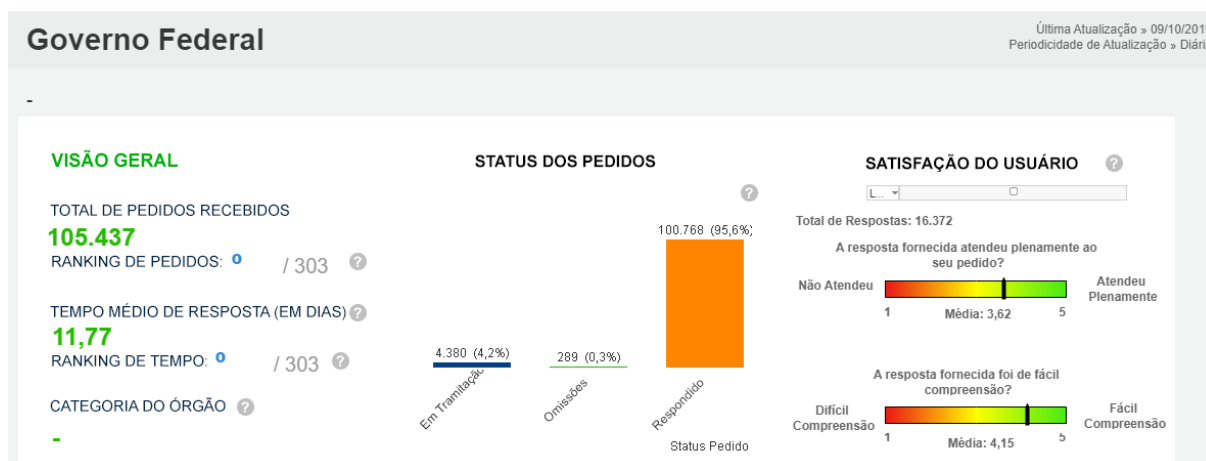 Governo Federal
Última Atualização » 09/10/201
Periodicidade de Atualização » Diári
-
VISÃO GERAL
TOTAL DE PEDIDOS RECEBIDOS
105.437
RANKING DE PEDIDOS: 0 / 303 ?
TEMPO MÉDIO DE RESPOSTA (EM DIAS) ?
11,77
RANKING DE TEMPO: 0 / 303 ?
CATEGORIA DO ÓRGÃO ?
-
STATUS DOS PEDIDOS
?
100.768 (95,6%)
4.380 (4,2%)
289 (0,3%)
Em Tramitação
Omissões
Respondido
Status Pedido
SATISFAÇÃO DO USUÁRIO ?
L...
Total de Respostas: 16.372
A resposta fornecida atendeu plenamente ao
seu pedido?
Não Atendeu
Atendeu
Plenamente
1 Média: 3,62 5
A resposta fornecida foi de fácil
compreensão?
Difícil
Compreensão
Fácil
Compreensão
1 Média: 4,15 5